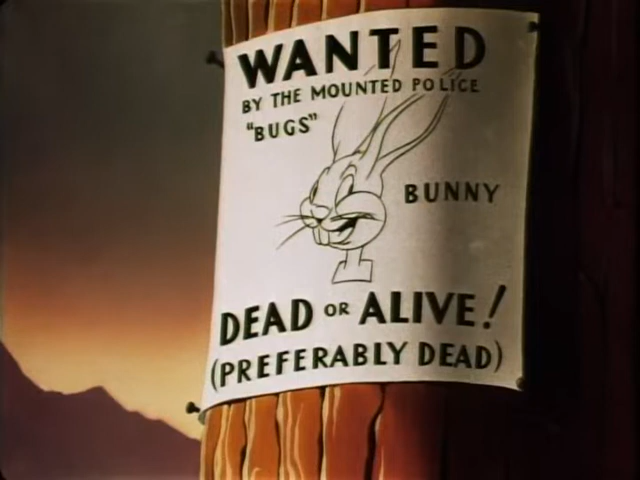 WANTED
BY THE MOUNTED POLICE
"BUGS"
BUNNY
DEAD OR ALIVE!
(PREFERABLY DEAD)